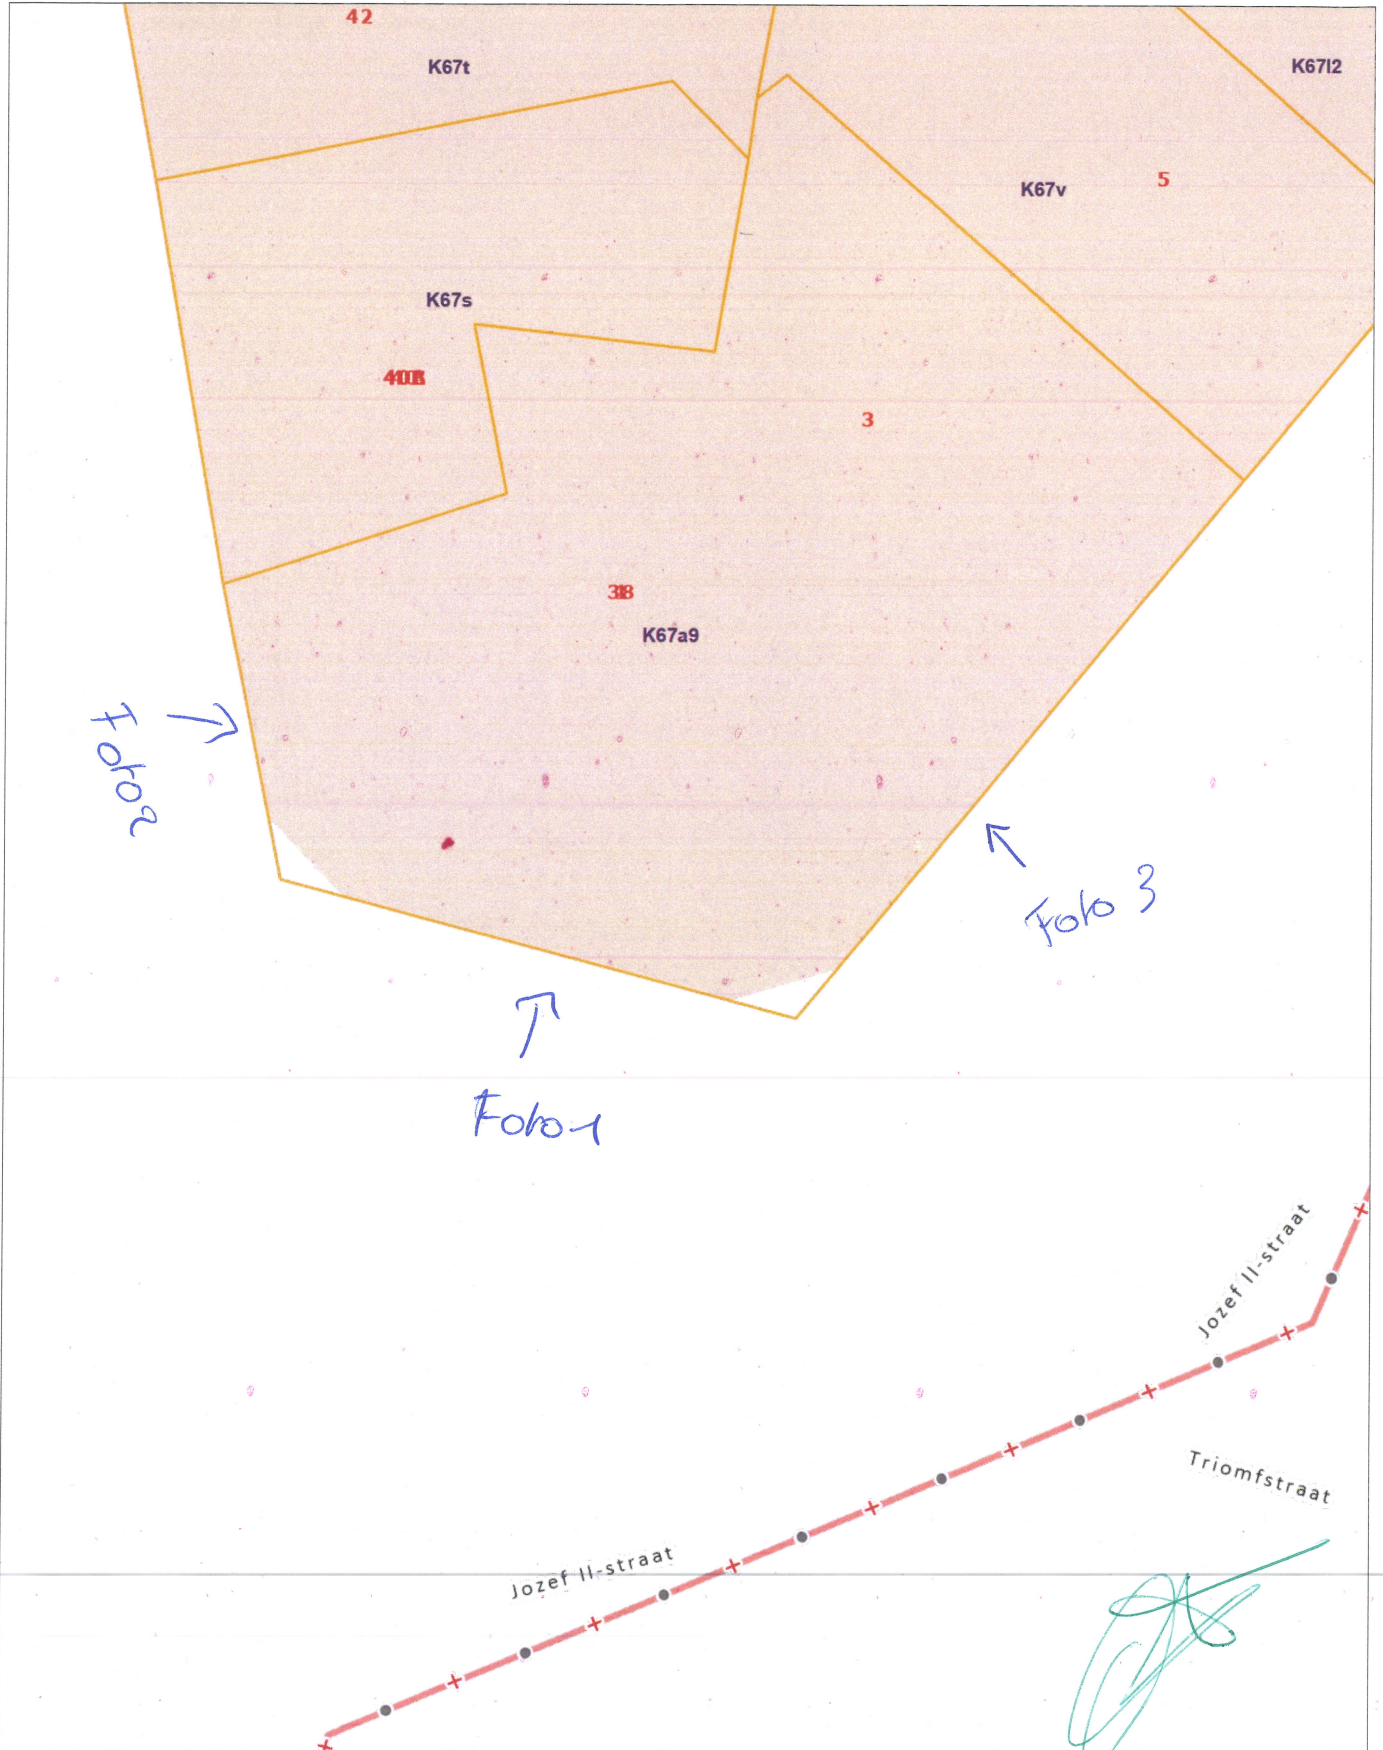 42
K67t
K67l2
K67v
5
K67s
3
K67a9
Foto 2
Foto 3
Foto 1
Jozef II-straat
Triomfstraat
Jozef II-straat